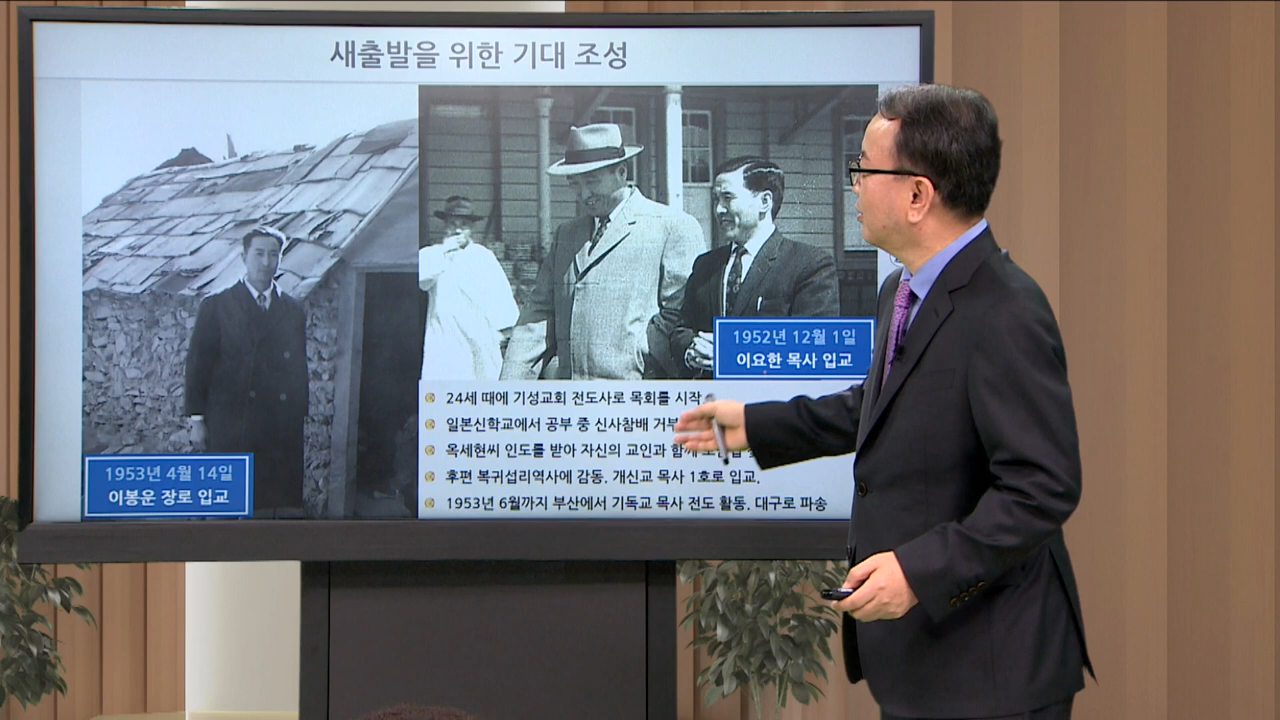 새출발을 위한 기대 조성
1953년 4월 14일
이봉운 장로 입교
1952년 12월 1일
이요한 목사 입교
24세 때에 기성교회 전도사로 목회를 시작
일본신학교에서 공부 중 신사참배 거부
옥세현씨 인도를 받아 자신의 교인과 함께
후편 복귀섭리역사에 감동. 개신교 목사 1호로 입교.
1953년 6월까지 부산에서 기독교 목사 전도 활동. 대구로 파송